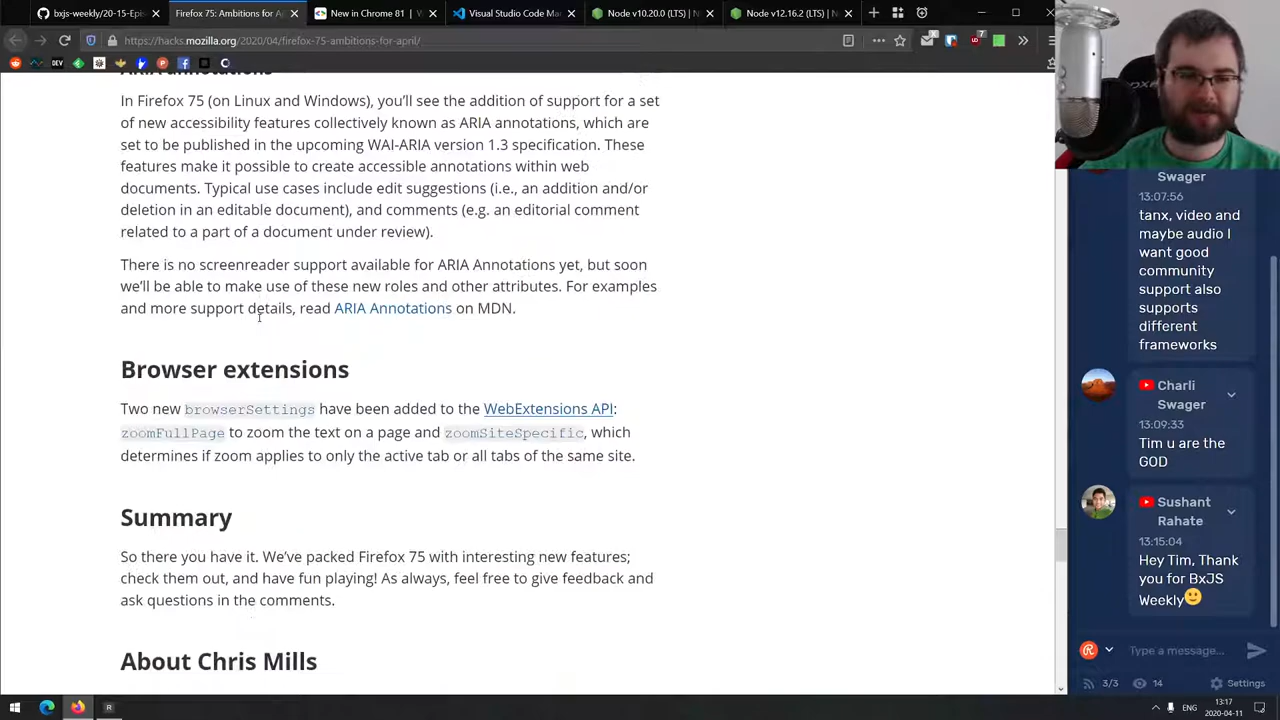 bxjs-weekly/20-15-Epis
Firefox 75: Ambitions for A
New in Chrome 81 | W
Visual Studio Code Ma
Node v10.20.0 (LTS) | N
Node v12.16.2 (LTS) | N
https://hacks.mozilla.org/2020/04/firefox-75-ambitions-for-april/
ARIA annotations
In Firefox 75 (on Linux and Windows), you'll see the addition of support for a set
of new accessibility features collectively known as ARIA annotations, which are
set to be published in the upcoming WAI-ARIA version 1.3 specification. These
features make it possible to create accessible annotations within web
documents. Typical use cases include edit suggestions (i.e., an addition and/or
deletion in an editable document), and comments (e.g. an editorial comment
related to a part of a document under review).
There is no screenreader support available for ARIA Annotations yet, but soon
we'll be able to make use of these new roles and other attributes. For examples
and more support details, read ARIA Annotations on MDN.
Browser extensions
Two new browserSettings have been added to the WebExtensions API:
zoomFullPage to zoom the text on a page and zoomSiteSpecific, which
determines if zoom applies to only the active tab or all tabs of the same site.
Summary
So there you have it. We've packed Firefox 75 with interesting new features;
check them out, and have fun playing! As always, feel free to give feedback and
ask questions in the comments.
About Chris Mills
Swager
13:07:56
tanx, video and
maybe audio I
want good
community
support also
supports
different
frameworks
Charli
Swager
13:09:33
Tim u are the
GOD
Sushant
Rahate
13:15:04
Hey Tim, Thank
you for BxJS
Weekly🙂
Type a message...
3/3
14
Settings
ENG
13:17
2020-04-11